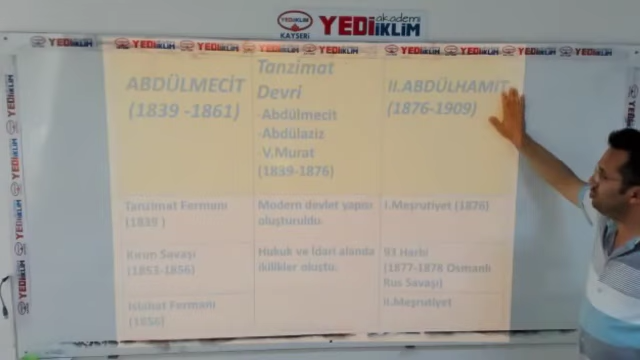 YEDİİKLİM
KAYSERİ
YEDİİKLİM
akademi
ABDÜLMECİT
(1839 -1861)
Tanzimat
Devri
Abdülmecit
Abdülaziz
V.Murat
(1839-1876)
II.ABDÜLHAMİT
(1876-1909)
Tanzimat Fermanı
(1839 )
Modern devlet yapısı
oluşturuldu.
I.Meşrutiyet (1876)
Kırım Savaşı
(1853-1856)
Hukuk ve İdari alanda
ikilikler oluştu.
93 Harbi
(1877-1878 Osmanlı
Rus Savaşı)
Islahat Fermanı
(1856)
II.Meşrutiyet